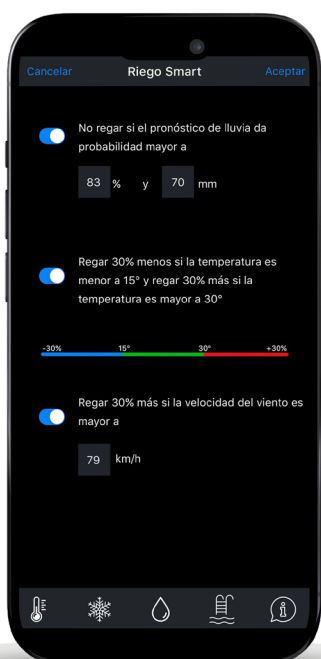 Cancelar Riego Smart Aceptar
No regar si el pronóstico de lluvia da
probabilidad mayor a
83 % y 70 mm
Regar 30% menos si la temperatura es
menor a 15° y regar 30% más si la
temperatura es mayor a 30°
-30% 15° 30° +30%
Regar 30% más si la velocidad del viento es
mayor a
79 km/h